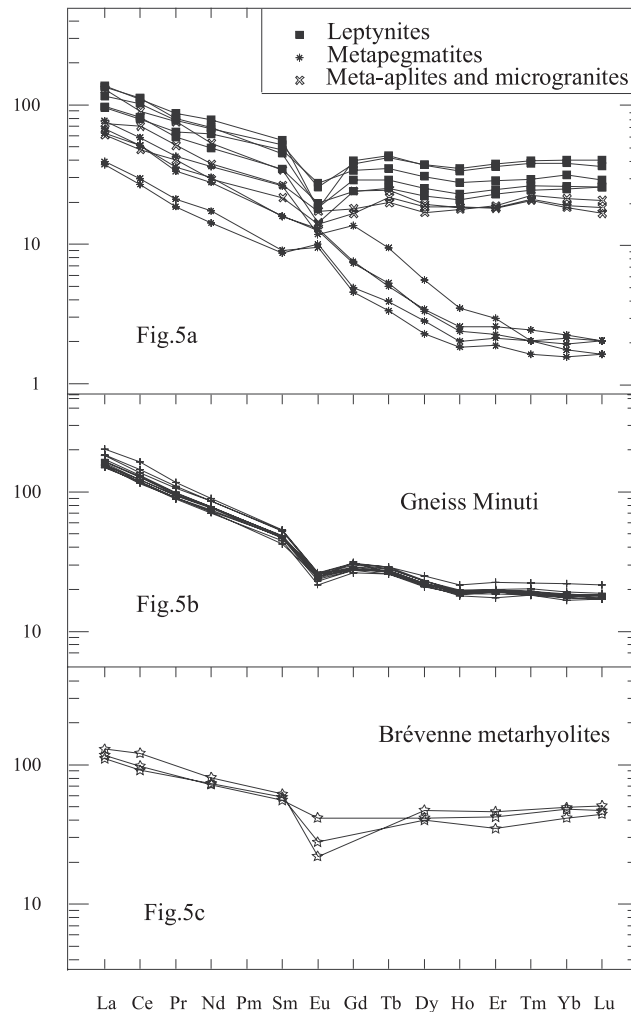 Leptynites
Metapegmatites
Meta-aplites and microgranites
100
10
Fig.5a
1
100
Gneiss Minuti
Fig.5b
10
Brévenne metarhyolites
100
10
Fig.5c
La Ce Pr Nd Pm Sm Eu Gd Tb Dy Ho Er Tm Yb Lu